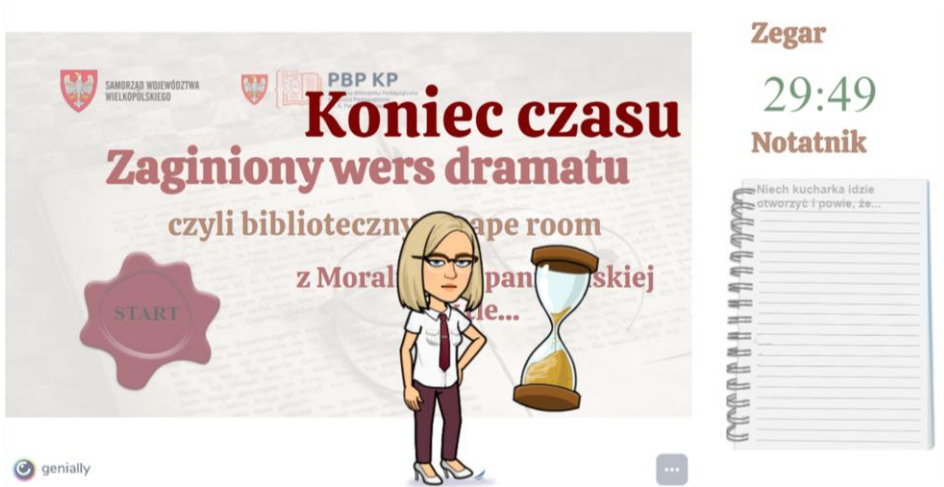 SAMORZĄD WOJEWÓDZTWA
WIELKOPOLSKIEGO
PBP KP
Koniec czasu
Zaginiony wers dramatu
czyli biblioteczny ape room
z Moral pan skiej
START
genially
Zegar
29:49
Notatnik
Niech kucharka idzie
otworzyć i powie, że...